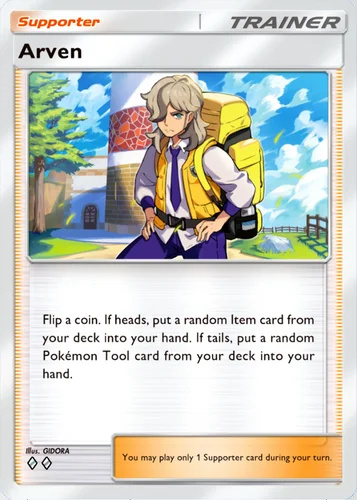 Supporter
TRAINER
Arven
Flip a coin. If heads, put a random Item card from
your deck into your hand. If tails, put a random
Pokémon Tool card from your deck into your
hand.
Illus. GIDORA
You may play only 1 Supporter card during your turn.